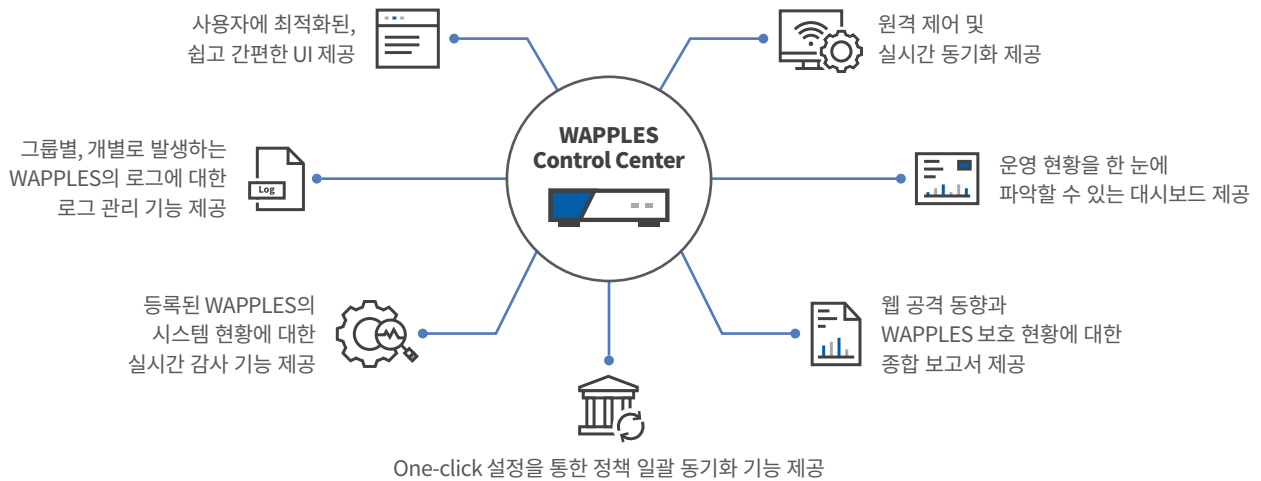 사용자에 최적화된,
쉽고 간편한 UI 제공
원격 제어 및
실시간 동기화 제공
WAPPLES
Control Center
그룹별, 개별로 발생하는
WAPPLES의 로그에 대한
로그 관리 기능 제공
Log
운영 현황을 한 눈에
파악할 수 있는 대시보드 제공
등록된 WAPPLES의
시스템 현황에 대한
실시간 감사 기능 제공
웹 공격 동향과
WAPPLES 보호 현황에 대한
종합 보고서 제공
One-click 설정을 통한 정책 일괄 동기화 기능 제공